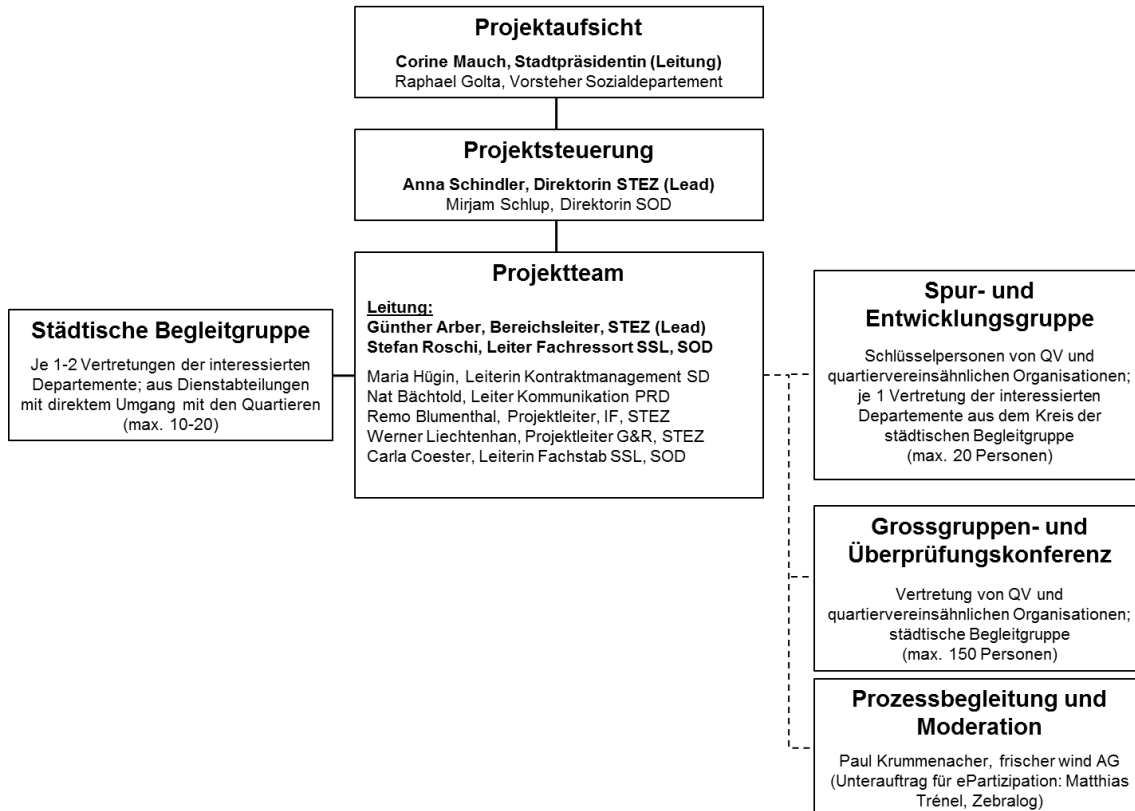 Projektaufsicht
Corine Mauch, Stadtpräsidentin (Leitung)
Raphael Golta, Vorsteher Sozialdepartement
Projektsteuerung
Anna Schindler, Direktorin STEZ (Lead)
Mirjam Schlup, Direktorin SOD
Projektteam
Leitung:
Günther Arber, Bereichsleiter, STEZ (Lead)
Stefan Roschi, Leiter Fachressort SSL, SOD
Maria Hügin, Leiterin Kontraktmanagement SD
Nat Bächtold, Leiter Kommunikation PRD
Remo Blumenthal, Projektleiter, IF, STEZ
Werner Liechtenhan, Projektleiter G&R, STEZ
Carla Coester, Leiterin Fachstab SSL, SOD
Städtische Begleitgruppe
Je 1-2 Vertretungen der interessierten
Departemente; aus Dienstabteilungen
mit direktem Umgang mit den Quartieren
(max. 10-20)
Spur- und
Entwicklungsgruppe
Schlüsselpersonen von QV und
quartiervereinsähnlichen Organisationen;
je 1 Vertretung der interessierten
Departemente aus dem Kreis der
städtischen Begleitgruppe
(max. 20 Personen)
Grossgruppen- und
Überprüfungskonferenz
Vertretung von QV und
quartiervereinsähnlichen Organisationen;
städtische Begleitgruppe
(max. 150 Personen)
Prozessbegleitung und
Moderation
Paul Krummenacher, frischer wind AG
(Unterauftrag für ePartizipation: Matthias
Trénel, Zebralog)